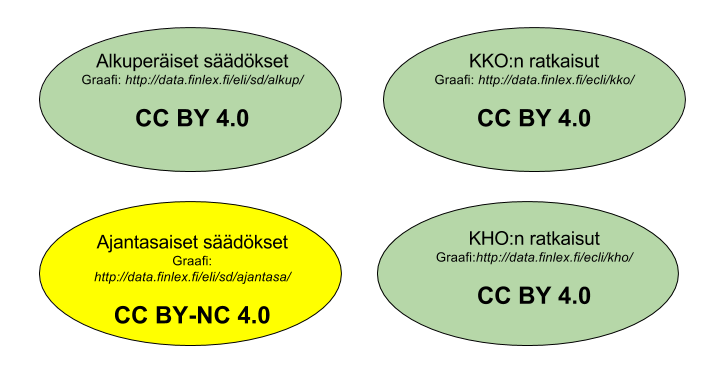 Alkuperäiset säädökset
Graafi: http://data.finlex.fi/eli/sd/alkup/
CC BY 4.0
KKO:n ratkaisut
Graafi: http://data.finlex.fi/ecli/kko/
CC BY 4.0
Ajantasaiset säädökset
Graafi:
http://data.finlex.fi/eli/sd/ajantasa/
CC BY-NC 4.0
KHO:n ratkaisut
Graafi:http://data.finlex.fi/ecli/kho/
CC BY 4.0